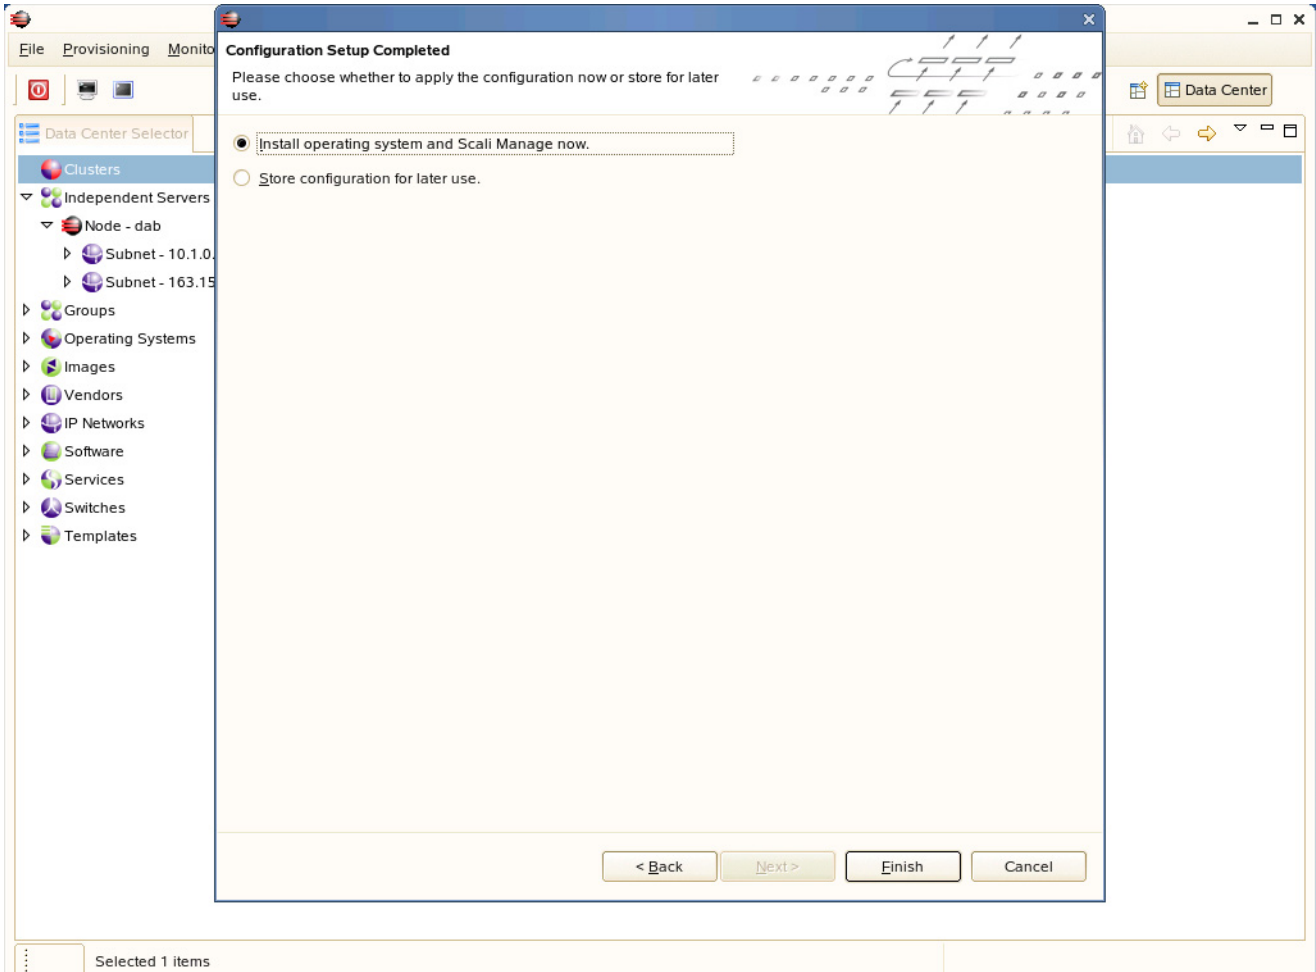 File Provisioning Monito
Data Center
Data Center Selector
Clusters
Independent Servers
Node - dab
Subnet - 10.1.0.
Subnet - 163.15
Groups
Operating Systems
Images
Vendors
IP Networks
Software
Services
Switches
Templates
Configuration Setup Completed
Please choose whether to apply the configuration now or store for later
use.
Install operating system and Scali Manage now.
Store configuration for later use.
< Back Next > Finish Cancel
Selected 1 items